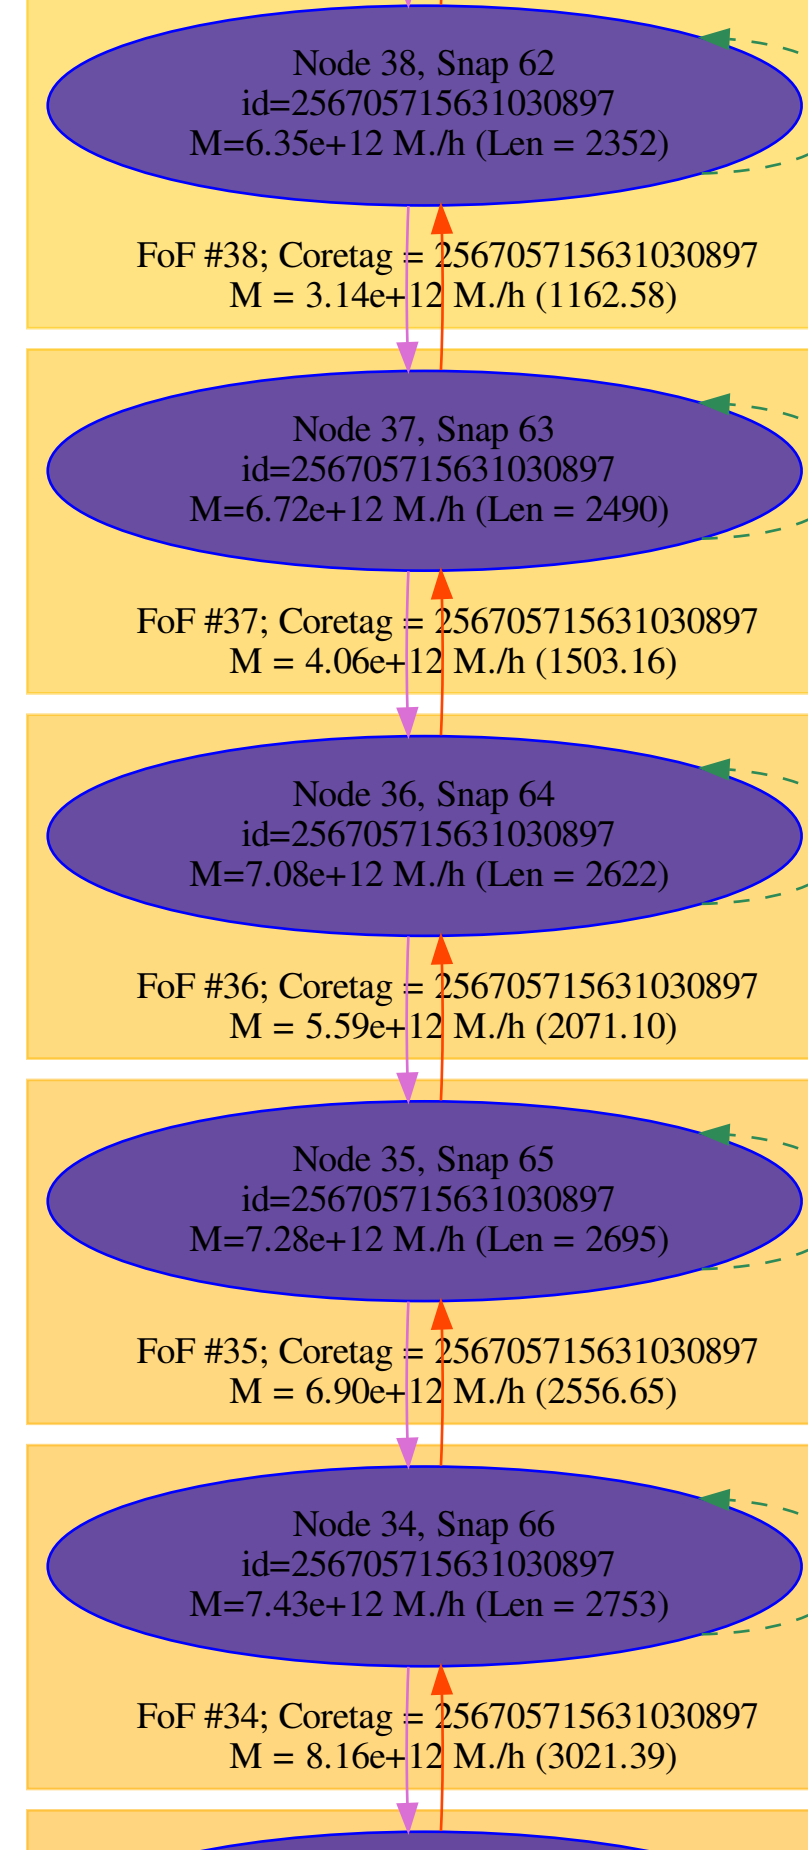 Node 38, Snap 62
id=256705715631030897
M=6.35e+12 M./h (Len = 2352)
FoF #38; Coretag = 256705715631030897
M = 3.14e+12 M./h (1162.58)
Node 37, Snap 63
id=256705715631030897
M=6.72e+12 M./h (Len = 2490)
FoF #37; Coretag = 256705715631030897
M = 4.06e+12 M./h (1503.16)
Node 36, Snap 64
id=256705715631030897
M=7.08e+12 M./h (Len = 2622)
FoF #36; Coretag = 256705715631030897
M = 5.59e+12 M./h (2071.10)
Node 35, Snap 65
id=256705715631030897
M=7.28e+12 M./h (Len = 2695)
FoF #35; Coretag = 256705715631030897
M = 6.90e+12 M./h (2556.65)
Node 34, Snap 66
id=256705715631030897
M=7.43e+12 M./h (Len = 2753)
FoF #34; Coretag = 256705715631030897
M = 8.16e+12 M./h (3021.39)